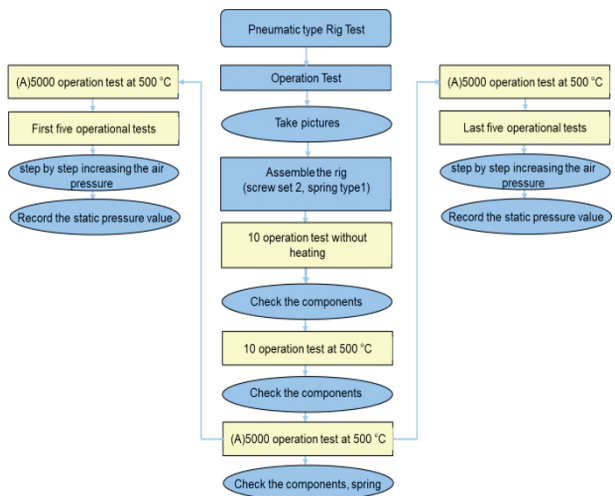 Pneumatic type Rig Test
Operation Test
Take pictures
Assemble the rig
(screw set 2, spring type1)
10 operation test without
heating
Check the components
10 operation test at 500 °C
Check the components
(A)5000 operation test at 500 °C
Check the components, spring
(A)5000 operation test at 500 °C
First five operational tests
step by step increasing the air
pressure
Record the static pressure value
(A)5000 operation test at 500 °C
Last five operational tests
step by step increasing the air
pressure
Record the static pressure value